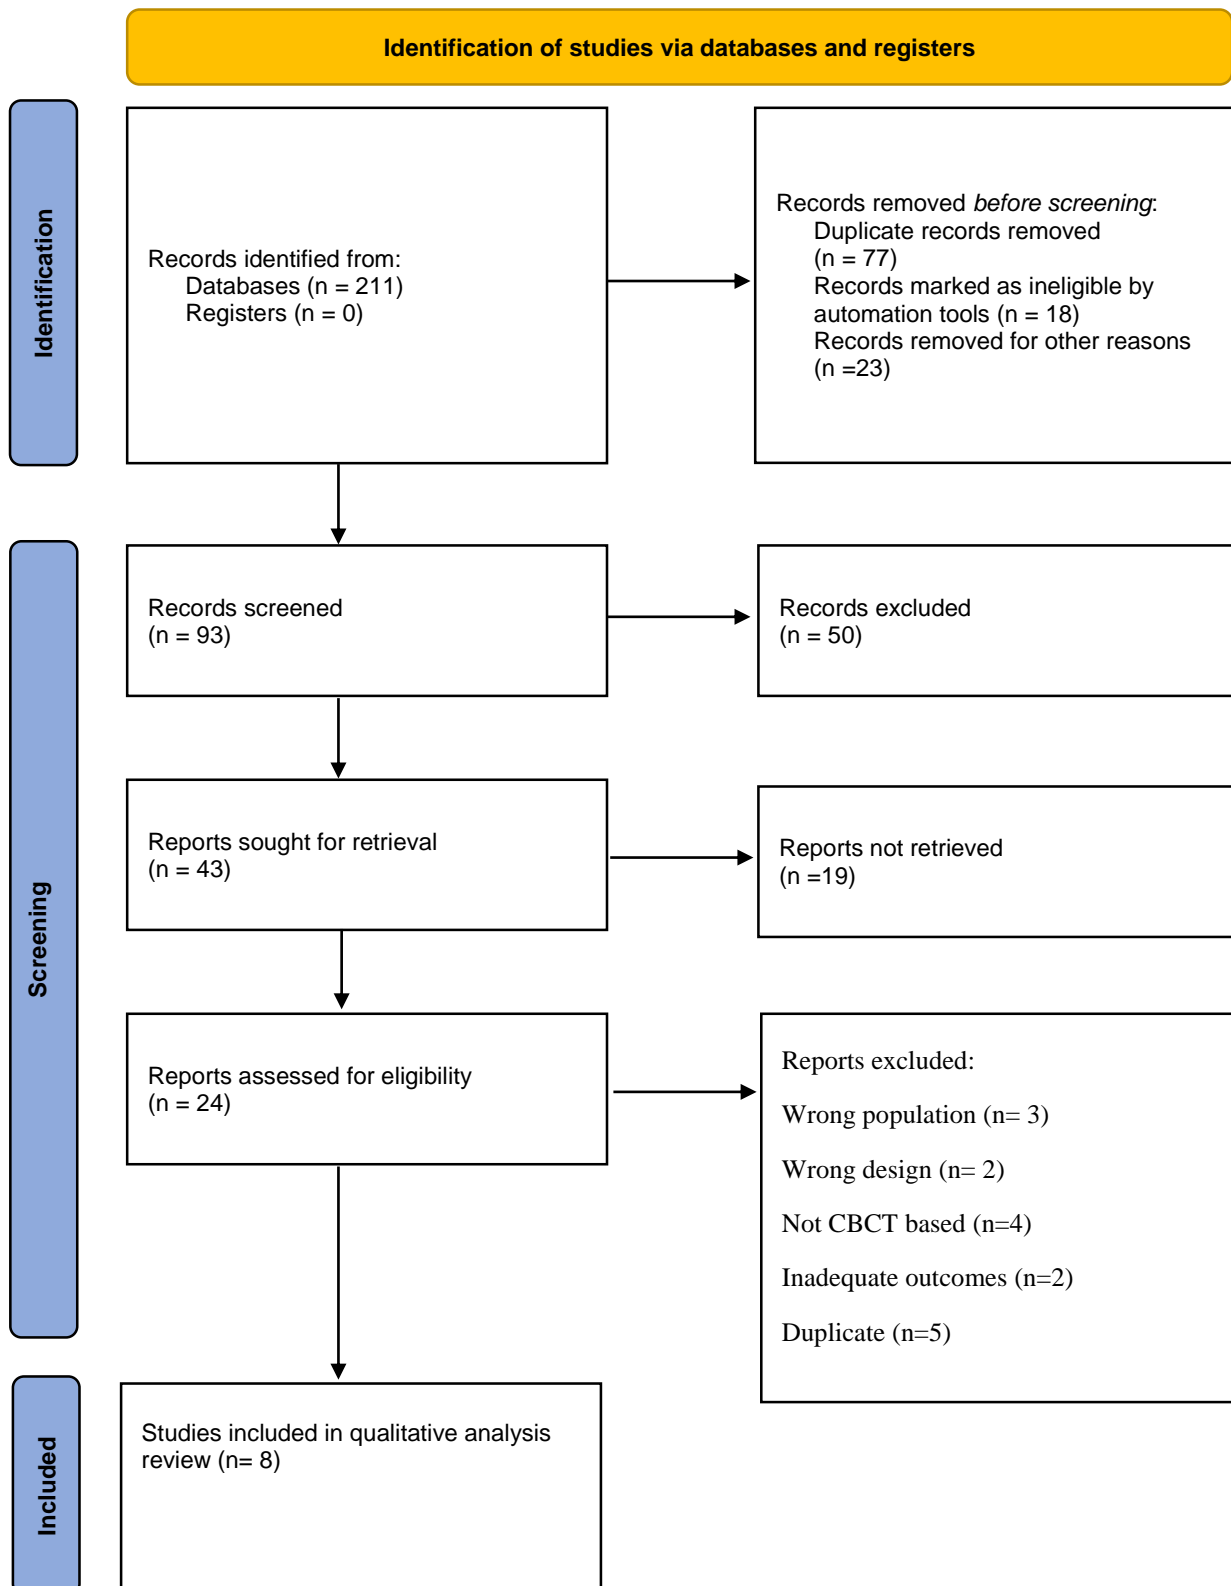 Identification of studies via databases and registers
Identification
Records identified from:
Databases (n = 211)
Registers (n = 0)
Records removed before screening:
Duplicate records removed
(n = 77)
Records marked as ineligible by
automation tools (n = 18)
Records removed for other reasons
(n =23)
Screening
Records screened
(n = 93)
Records excluded
(n = 50)
Reports sought for retrieval
(n = 43)
Reports not retrieved
(n =19)
Reports assessed for eligibility
(n = 24)
Reports excluded:
Wrong population (n= 3)
Wrong design (n= 2)
Not CBCT based (n=4)
Inadequate outcomes (n=2)
Duplicate (n=5)
Included
Studies included in qualitative analysis
review (n= 8)